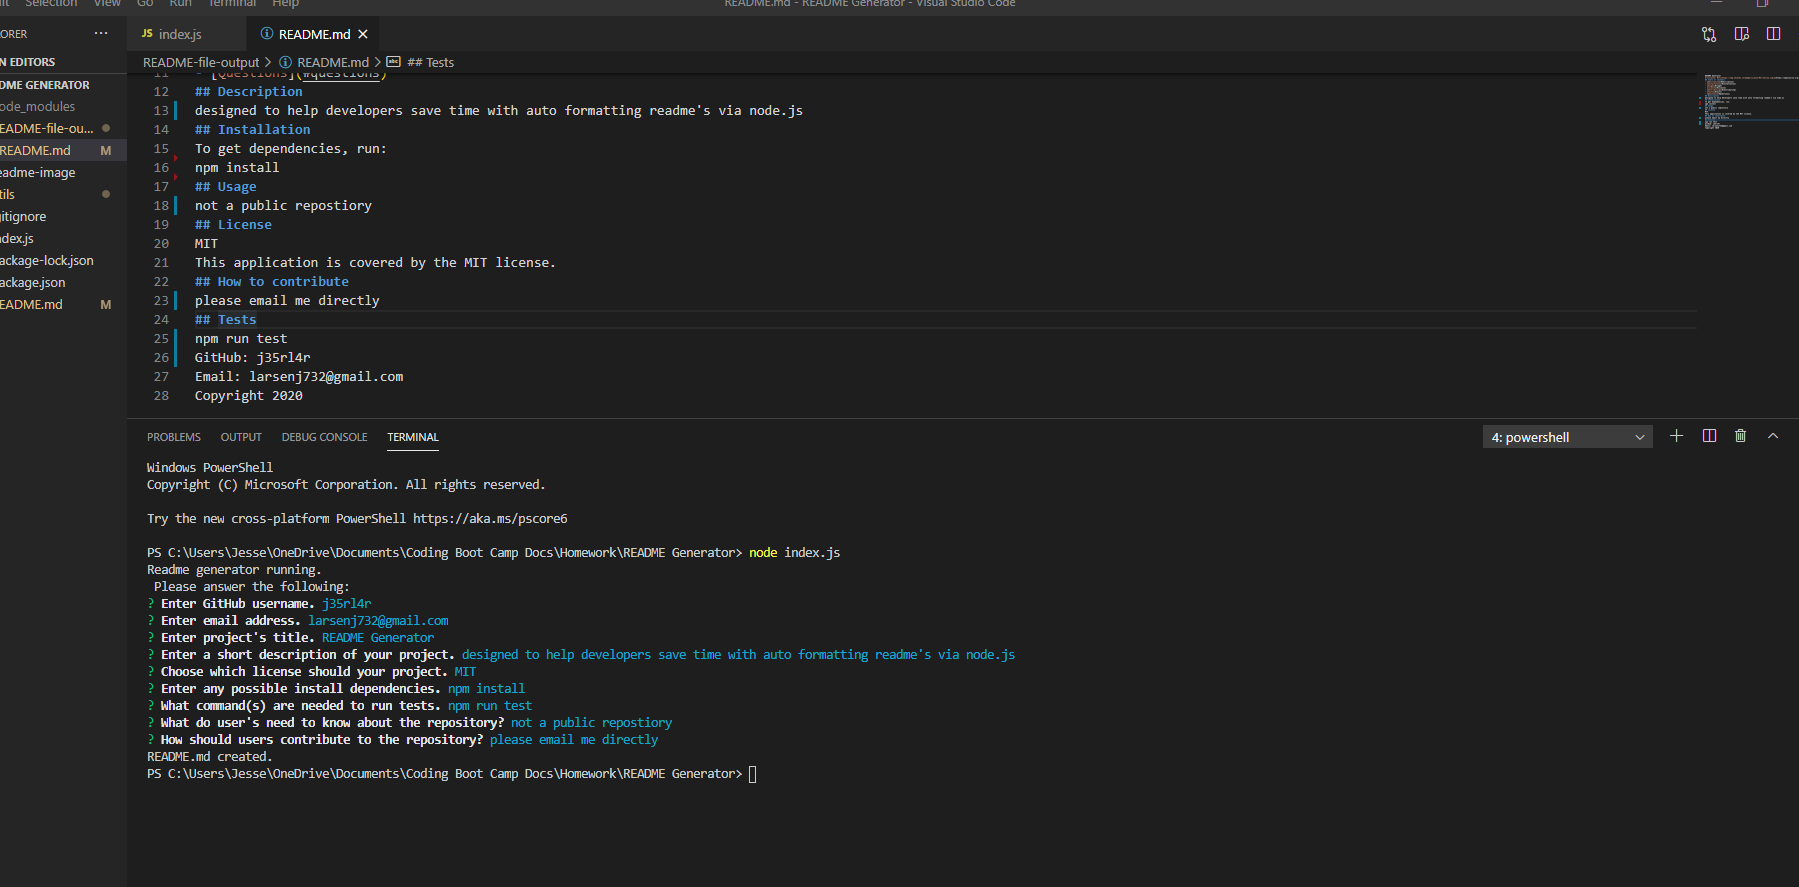 Selection View Go Run Terminal Help
README.md - README Generator - Visual Studio Code
ORER ···
JS index.js
README.md ×
README-file-output > README.md > ## Tests
N EDITORS
DME GENERATOR
ode_modules
EADME-file-ou...
README.md M
eadme-image
tils
gitignore
ndex.js
ackage-lock.json
ackage.json
EADME.md M
11 - [Questions](#questions)
12 ## Description
13 designed to help developers save time with auto formatting readme's via node.js
14 ## Installation
15 To get dependencies, run:
16 npm install
17 ## Usage
18 not a public repostiory
19 ## License
20 MIT
21 This application is covered by the MIT license.
22 ## How to contribute
23 please email me directly
24 ## Tests
25 npm run test
26 GitHub: j35rl4r
27 Email: larsenj732@gmail.com
28 Copyright 2020
PROBLEMS OUTPUT DEBUG CONSOLE TERMINAL
4: powershell
Windows PowerShell
Copyright (C) Microsoft Corporation. All rights reserved.
Try the new cross-platform PowerShell https://aka.ms/pscore6
PS C:\Users\Jesse\OneDrive\Documents\Coding Boot Camp Docs\Homework\README Generator> node index.js
Readme generator running.
Please answer the following:
? Enter GitHub username. j35rl4r
? Enter email address. larsenj732@gmail.com
? Enter project's title. README Generator
? Enter a short description of your project. designed to help developers save time with auto formatting readme's via node.js
? Choose which license should your project. MIT
? Enter any possible install dependencies. npm install
? What command(s) are needed to run tests. npm run test
? What do user's need to know about the repository? not a public repostiory
? How should users contribute to the repository? please email me directly
README.md created.
PS C:\Users\Jesse\OneDrive\Documents\Coding Boot Camp Docs\Homework\README Generator>